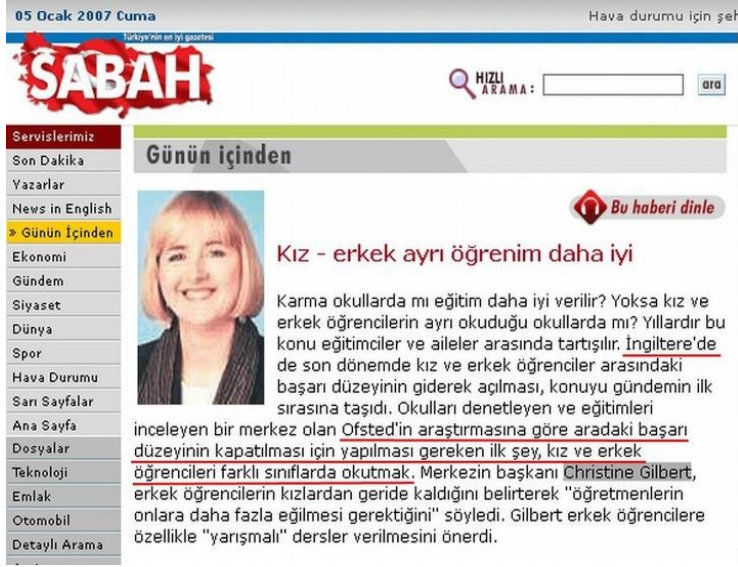 05 Ocak 2007 Cuma
Hava durumu için şeh
Türkiye'nin en iyi gazetesi
SABAH
HIZLI
ARAMA:
ara
Servislerimiz
Son Dakika
Yazarlar
News in English
» Günün İçinden
Ekonomi
Gündem
Siyaset
Dünya
Spor
Hava Durumu
Sarı Sayfalar
Ana Sayfa
Dosyalar
Teknoloji
Emlak
Otomobil
Detaylı Arama
Günün içinden
Bu haberi dinle
Kız - erkek ayrı öğrenim daha iyi
Karma okullarda mı eğitim daha iyi verilir? Yoksa kız ve
erkek öğrencilerin ayrı okuduğu okullarda mı? Yıllardır bu
konu eğitimciler ve aileler arasında tartışılır. İngiltere'de
de son dönemde kız ve erkek öğrenciler arasındaki
başarı düzeyinin giderek açılması, konuyu gündemin ilk
sırasına taşıdı. Okulları denetleyen ve eğitimleri
inceleyen bir merkez olan Ofsted'in araştırmasına göre aradaki başarı
düzeyinin kapatılması için yapılması gereken ilk şey, kız ve erkek
öğrencileri farklı sınıflarda okutmak. Merkezin başkanı Christine Gilbert,
erkek öğrencilerin kızlardan geride kaldığını belirterek "öğretmenlerin
onlara daha fazla eğilmesi gerektiğini" söyledi. Gilbert erkek öğrencilere
özellikle "yarışmalı" dersler verilmesini önerdi.